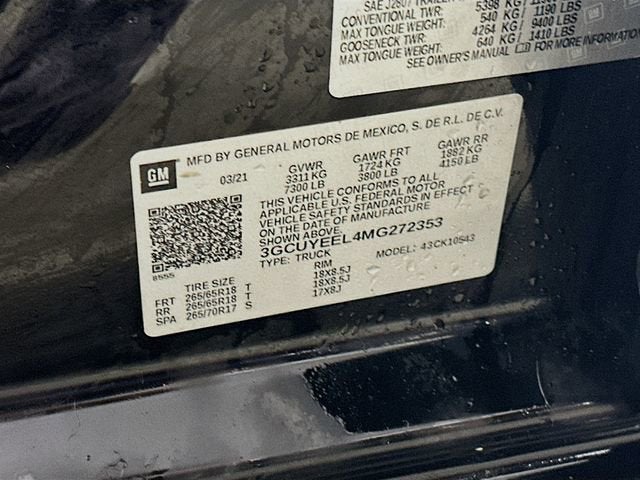 SAE J2807 TRAILER
CONVENTIONAL TWR: 5398 KG /
MAX TONGUE WEIGHT: 540 KG / 1190 LBS
GOOSENECK TWR: 4264 KG / 9400 LBS
MAX TONGUE WEIGHT: 640 KG / 1410 LBS
SEE OWNER'S MANUAL FOR MORE INFORMATION
GM
MFD BY GENERAL MOTORS DE MEXICO, S. DE R.L. DE C.V.
03/21 GVWR GAWR FRT GAWR RR
3311 KG 1724 KG 1882 KG
7300 LB 3800 LB 4150 LB
THIS VEHICLE CONFORMS TO ALL
APPLICABLE U.S. FEDERAL MOTOR
VEHICLE SAFETY STANDARDS IN EFFECT
ON THE DATE OF MANUFACTURE
SHOWN ABOVE.
3GCUYEEL4MG272353
TYPE: TRUCK MODEL: 43CK10543
8555
TIRE SIZE RIM
FRT 265/65R18 T 18X8.5J
RR 265/65R18 T 18X8.5J
SPA 265/70R17 S 17X8J